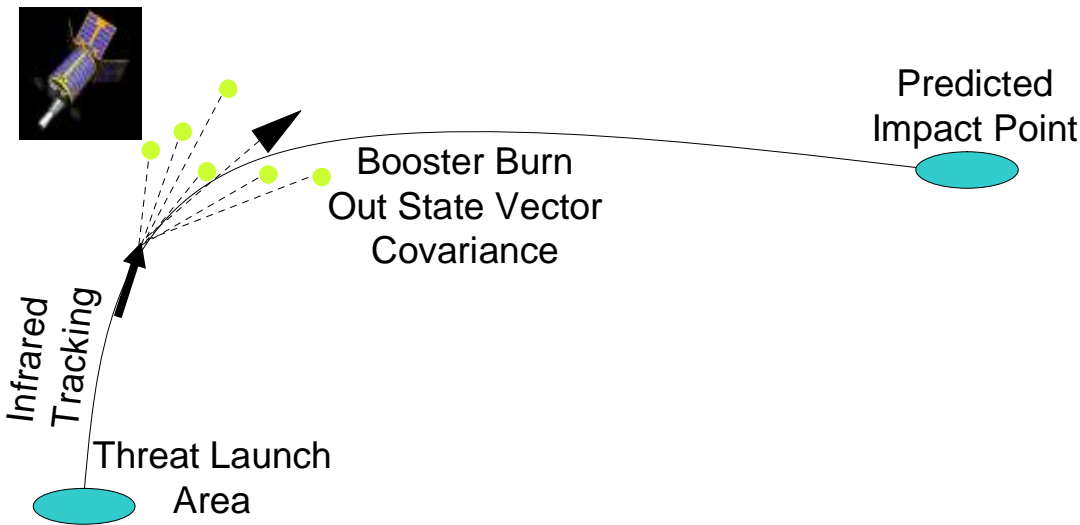 Predicted
Impact Point
Booster Burn
Out State Vector
Covariance
Infrared
Tracking
Threat Launch
Area